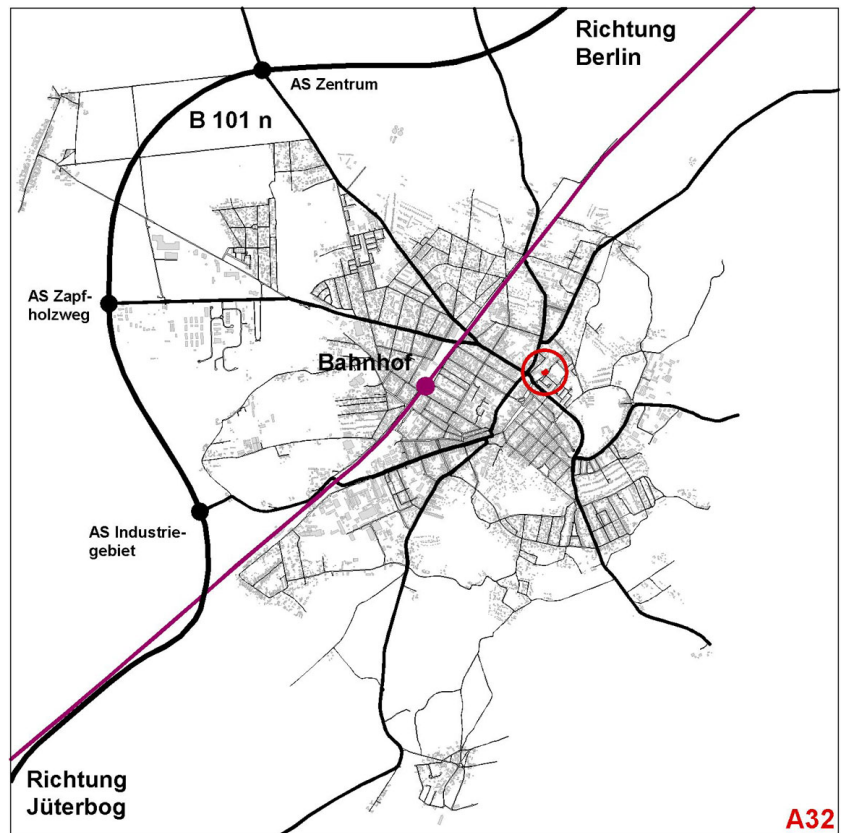 Richtung
Berlin
AS Zentrum
B 101 n
AS Zapf-
holzweg
Bahnhof
AS Industrie-
gebiet
Richtung
Jüterbog
A32